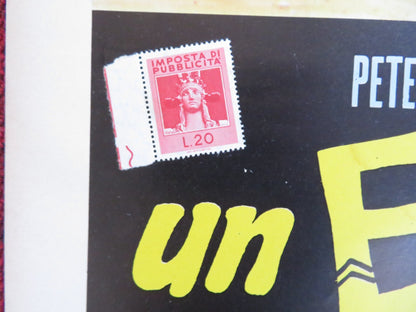 IMPOSTA DI
PUBBLICITÀ
L.20
PETE
un